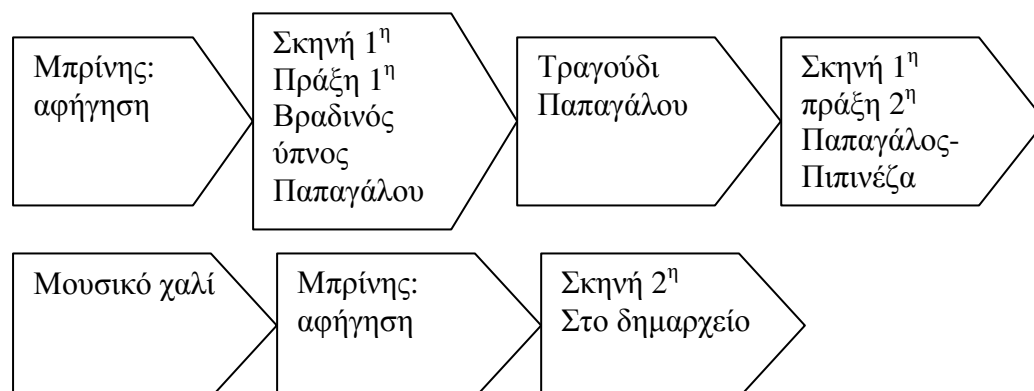 Μπρίνης:
αφήγηση
Σκηνή 1η
Πράξη 1η
Βραδινός
ύπνος
Παπαγάλου
Τραγούδι
Παπαγάλου
Σκηνή 1η
πράξη 2η
Παπαγάλος-
Πιπινέζα
Μουσικό χαλί
Μπρίνης:
αφήγηση
Σκηνή 2η
Στο δημαρχείο